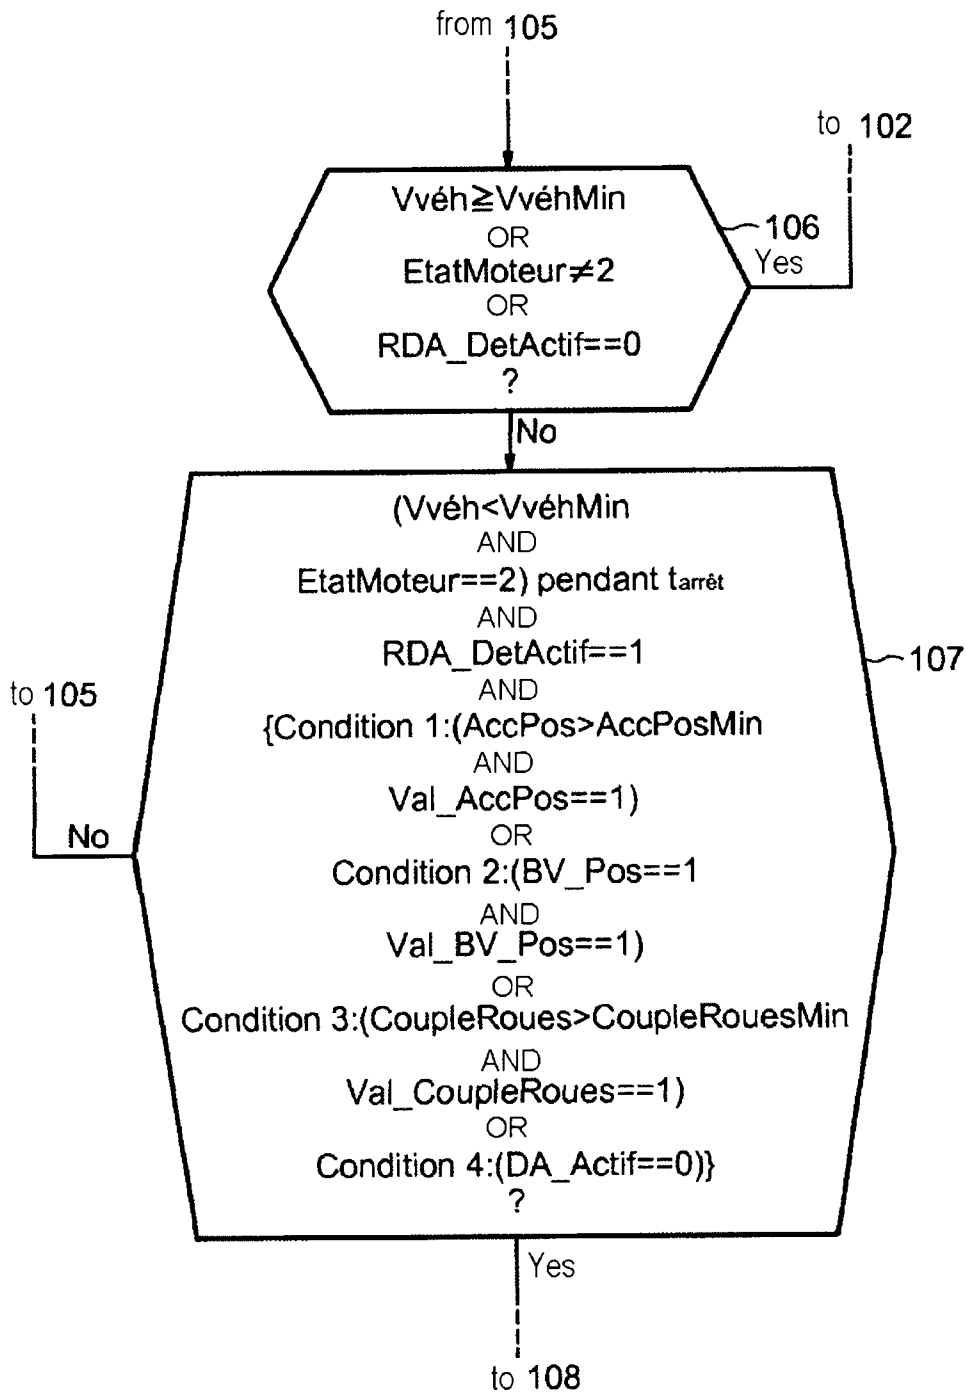 from 105
to 102
Vvéh≧VvéhMin
106
OR
Yes
EtatMoteur≠2
OR
RDA_DetActif==0
?
No
(Vvéh<VvéhMin
AND
EtatMoteur==2) pendant tarrêt
AND
RDA_DetActif==1
107
AND
to 105
{Condition 1:(AccPos>AccPosMin
AND
Val_AccPos==1)
OR
No
Condition 2:(BV_Pos==1
AND
Val_BV_Pos==1)
OR
Condition 3:(CoupleRoues>CoupleRouesMin
AND
Val_CoupleRoues==1)
OR
Condition 4:(DA_Actif==0)}
?
Yes
to 108